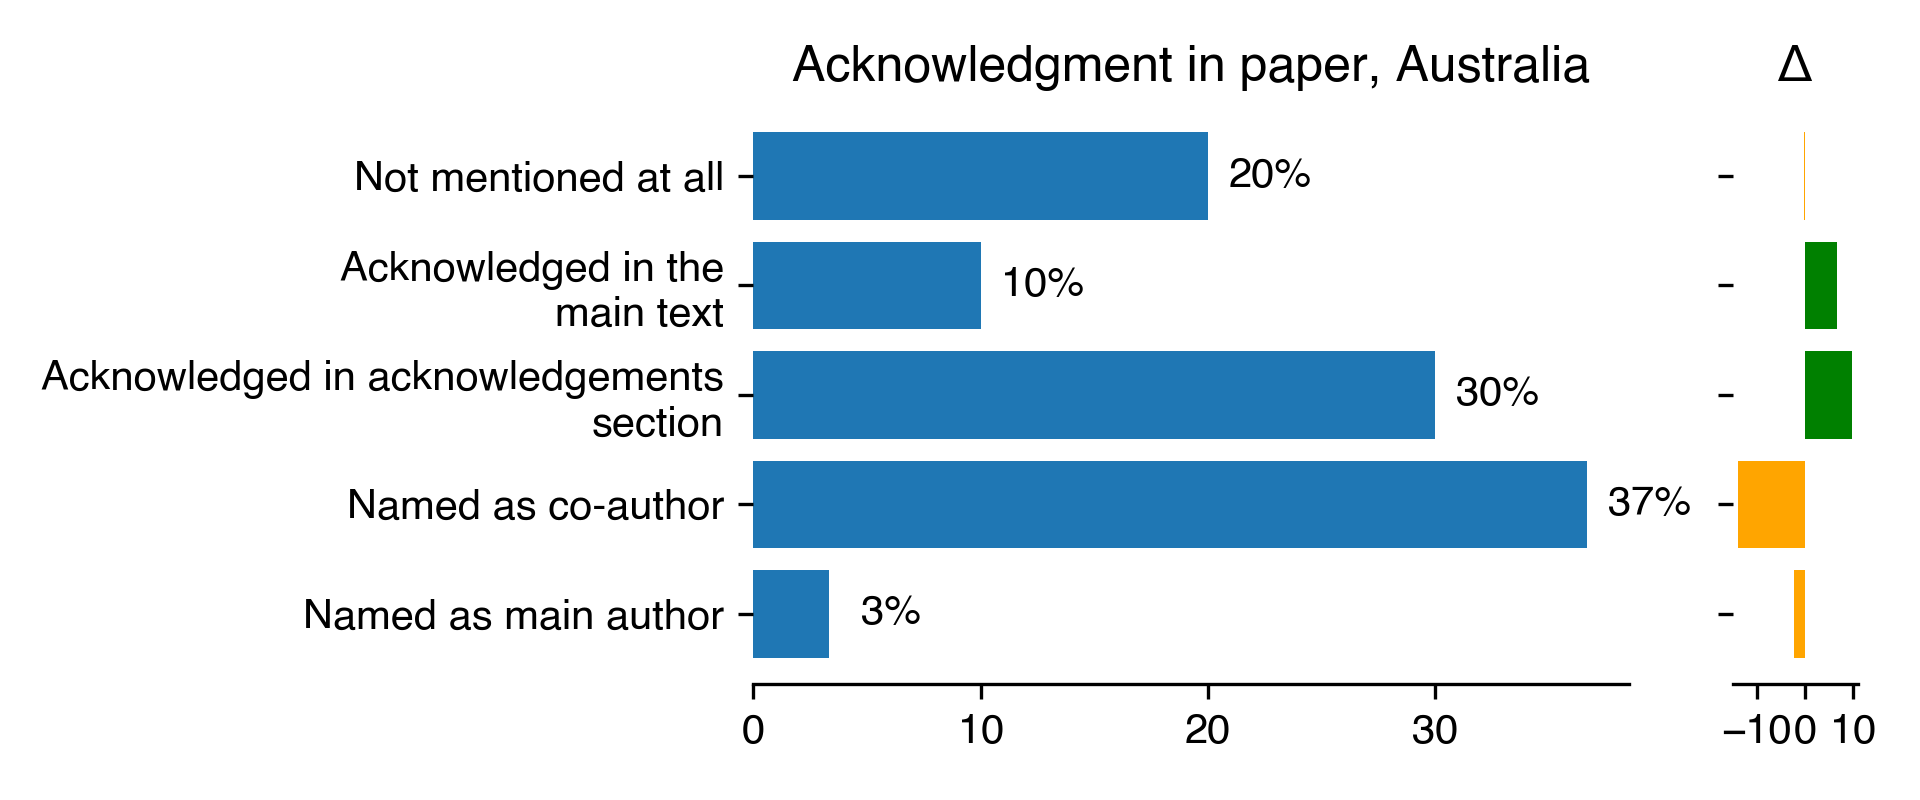 Acknowledgment in paper, Australia Δ
Not mentioned at all 20%
Acknowledged in the
main text 10%
Acknowledged in acknowledgements
section 30%
Named as co-author 37%
Named as main author 3%
0 10 20 30 −10 0 10